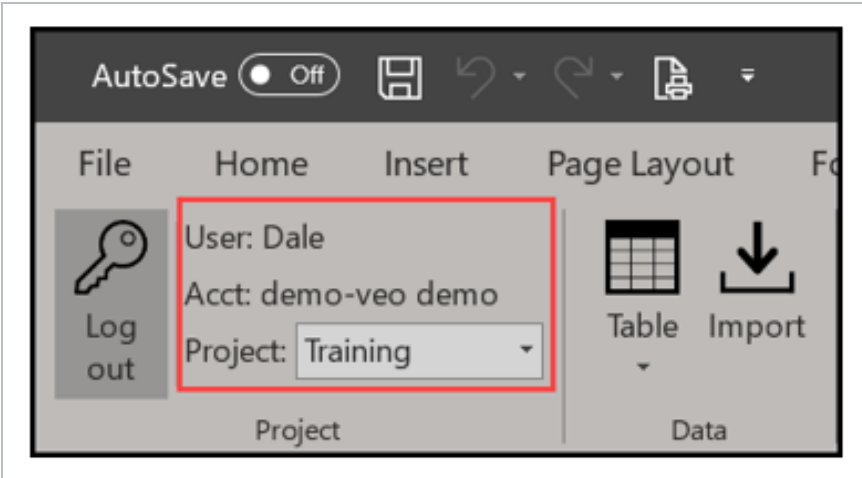 AutoSave Off
File Home Insert Page Layout
Log out
User: Dale
Acct: demo-veo demo
Project: Training
Table Import
Project Data